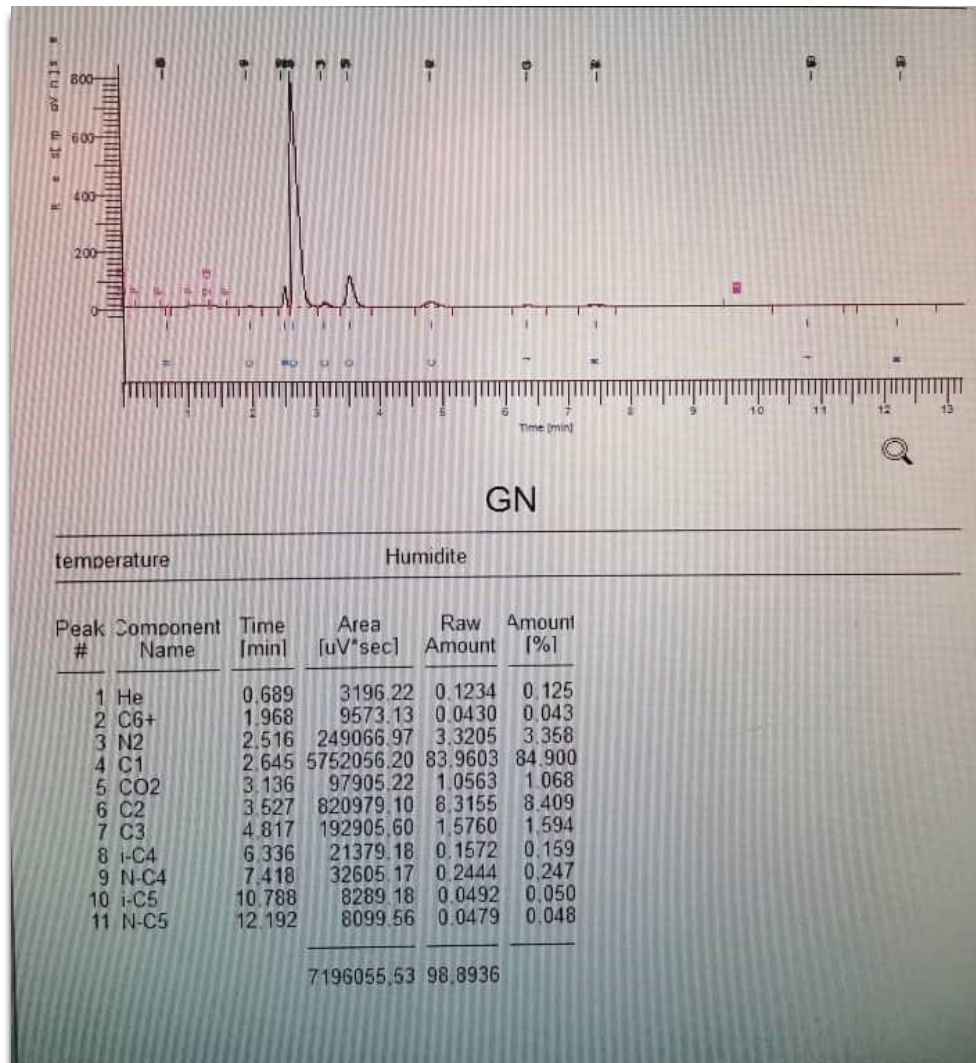 800
600
400
200
0
1 2 3 4 5 6 7 8 9 10 11 12 13
Time [min]
GN
temperature Humidite
Peak Component Time Area Raw Amount
# Name [min] [uV*sec] Amount [%]
1 He 0,689 3196,22 0,1234 0,125
2 C6+ 1,968 9573,13 0,0430 0,043
3 N2 2,516 249066,97 3,3205 3,358
4 C1 2,645 5752056,20 83,9603 84,900
5 CO2 3,136 97905,22 1,0563 1,068
6 C2 3,527 820979,10 8,3155 8,409
7 C3 4,817 192905,60 1,5760 1,594
8 i-C4 6,336 21379,18 0,1572 0,159
9 N-C4 7,418 32605,17 0,2444 0,247
10 i-C5 10,788 8289,18 0,0492 0,050
11 N-C5 12,192 8099,56 0,0479 0,048
7196055,53 98,8936